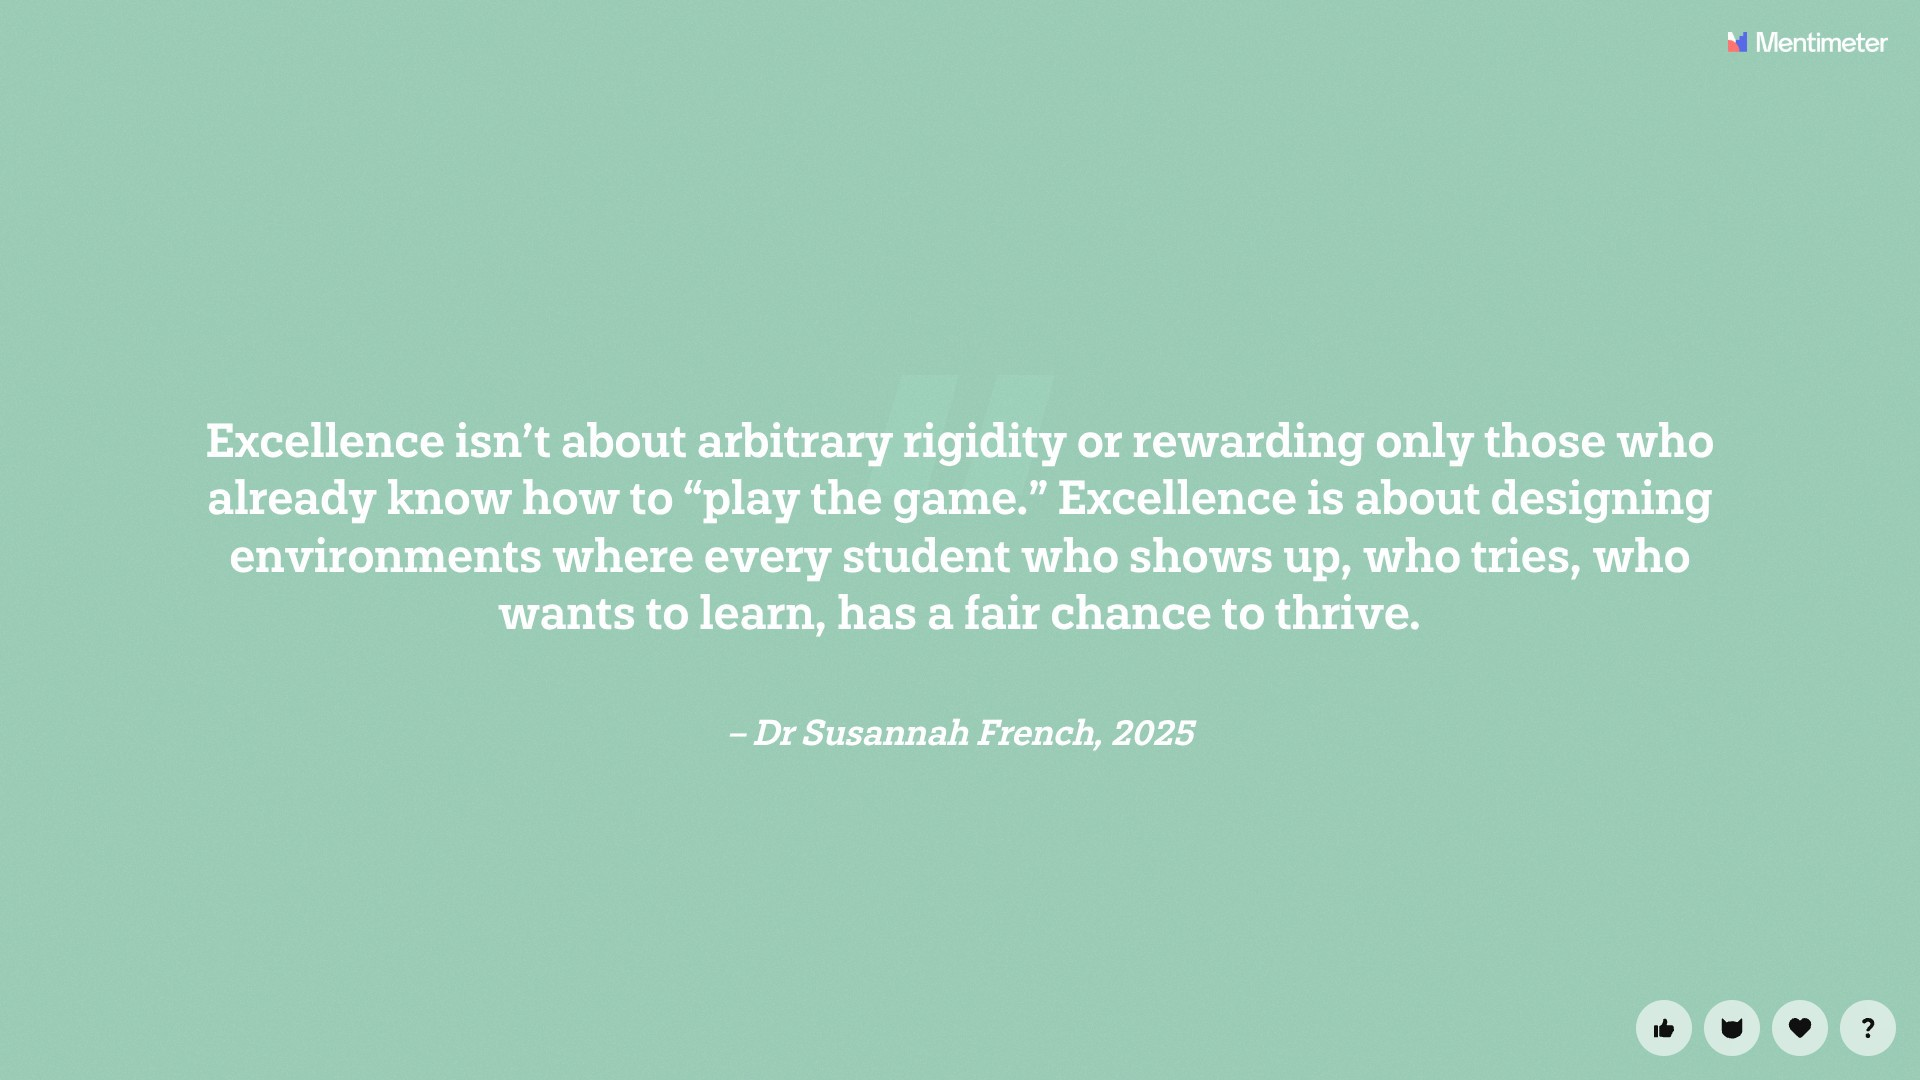 Mentimeter
Excellence isn’t about arbitrary rigidity or rewarding only those who
already know how to “play the game.” Excellence is about designing
environments where every student who shows up, who tries, who
wants to learn, has a fair chance to thrive.
– Dr Susannah French, 2025
?